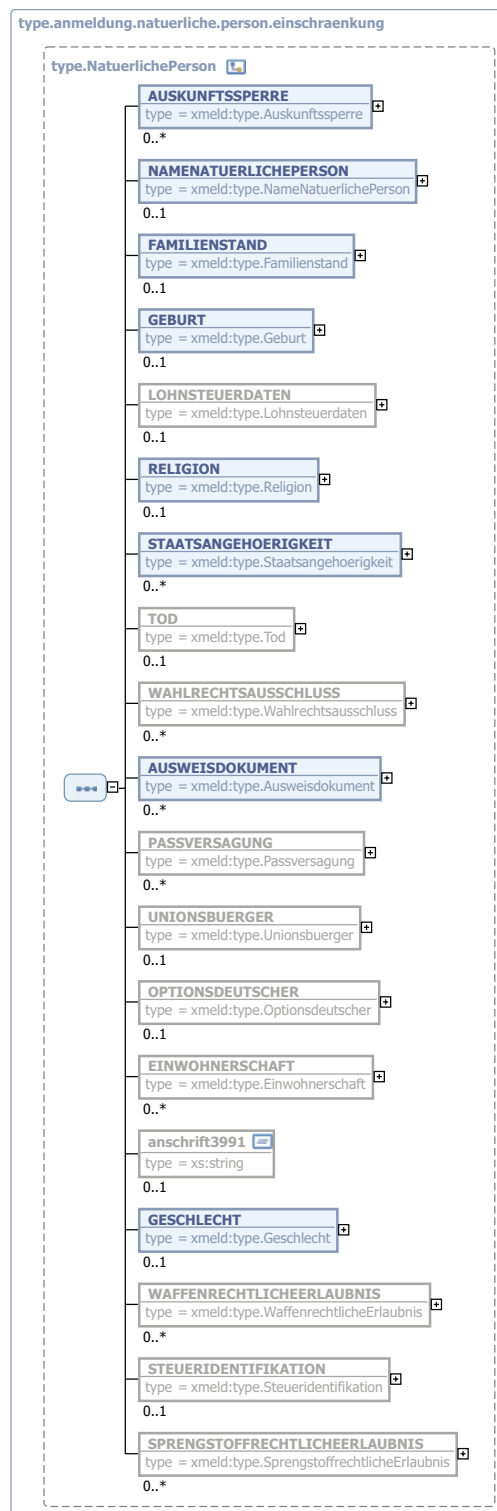 type.anmeldung.natuerliche.person.einschraenkung
type.NatuerlichePerson
AUSKUNFTSSPERRE
type = xmeld:type.Auskunftssperre
0..*
NAMENATUERLICHEPERSON
type = xmeld:type.NameNatuerlichePerson
0..1
FAMILIENSTAND
type = xmeld:type.Familienstand
0..1
GEBURT
type = xmeld:type.Geburt
0..1
LOHNSTEUERDATEN
type = xmeld:type.Lohnsteuerdaten
0..1
RELIGION
type = xmeld:type.Religion
0..1
STAATSANGEHOERIGKEIT
type = xmeld:type.Staatsangehoerigkeit
0..*
TOD
type = xmeld:type.Tod
0..1
WAHLRECHTSAUSSCHLUSS
type = xmeld:type.Wahlrechtsausschluss
0..*
AUSWEISDOKUMENT
type = xmeld:type.Ausweisdokument
0..*
PASSVERSAGUNG
type = xmeld:type.Passversagung
0..*
UNIONSBUERGER
type = xmeld:type.Unionsbuerger
0..1
OPTIONSDEUTSCHER
type = xmeld:type.Optionsdeutscher
0..1
EINWOHNERSCHAFT
type = xmeld:type.Einwohnerschaft
0..*
anschrift3991
type = xs:string
0..1
GESCHLECHT
type = xmeld:type.Geschlecht
0..1
WAFFENRECHTLICHEERLAUBNIS
type = xmeld:type.WaffenrechtlicheErlaubnis
0..*
STEUERIDENTIFIKATION
type = xmeld:type.Steueridentifikation
0..1
SPRENGSTOFFRECHTLICHEERLAUBNIS
type = xmeld:type.SprengstoffrechtlicheErlaubnis
0..*